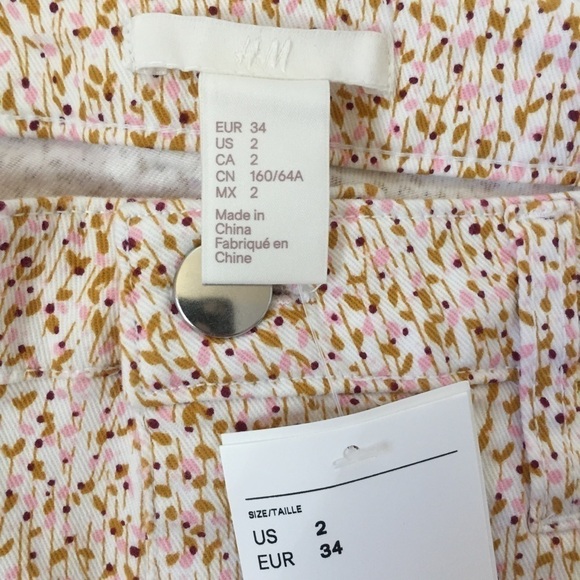 H&M
EUR 34
US 2
CA 2
CN 160/64A
MX 2
Made in
China
Fabriqué en
Chine
SIZE/TAILLE
US 2
EUR 34